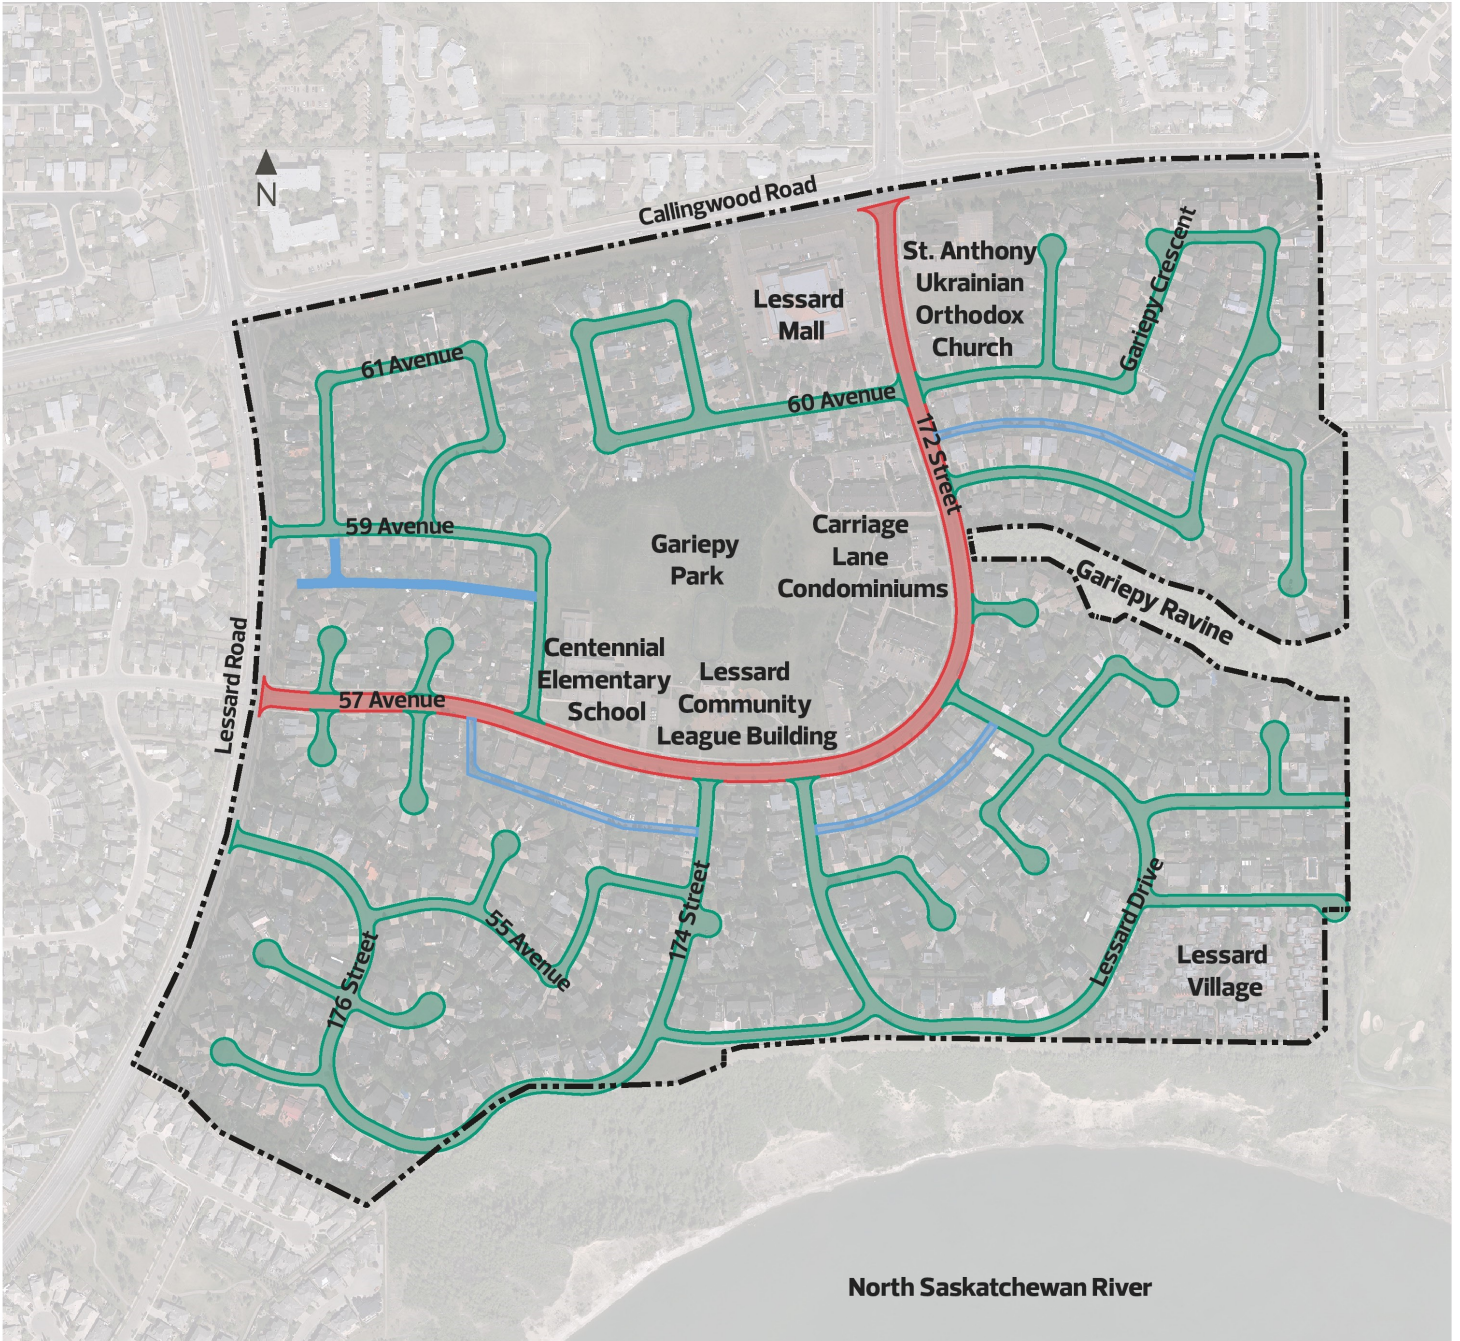 N
Callingwood Road
St. Anthony
Ukrainian
Orthodox
Church
Gariepy Crescent
Lessard
Mall
61 Avenue
60 Avenue
172 Street
59 Avenue
Gariepy
Park
Carriage
Lane
Condominiums
Gariepy Ravine
Lessard Road
57 Avenue
Centennial
Elementary
School
Lessard
Community
League Building
55 Avenue
174 Street
176 Street
Lessard Drive
Lessard
Village
North Saskatchewan River